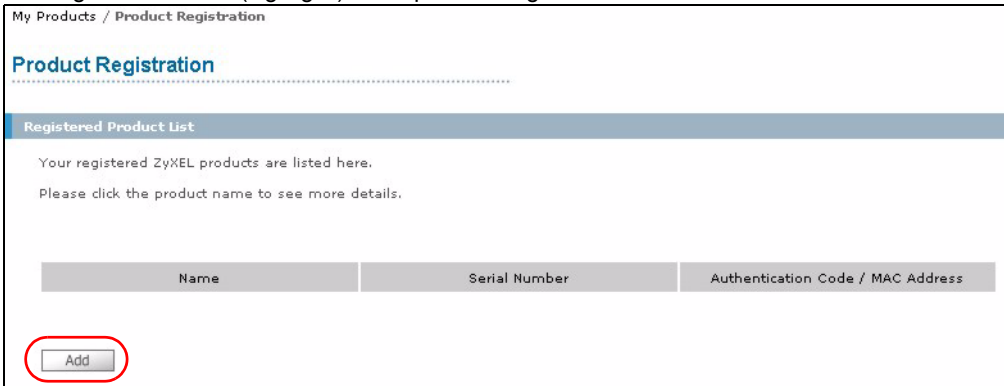 My Products / Product Registration
Product Registration
Registered Product List
Your registered ZyXEL products are listed here.
Please click the product name to see more details.
Name Serial Number Authentication Code / MAC Address
Add